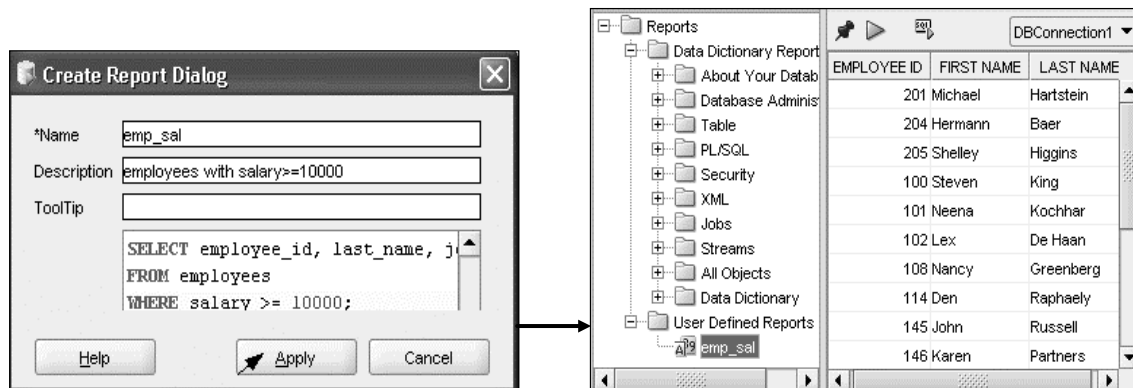 Create Report Dialog
*Name emp_sal
Description employees with salary>=10000
ToolTip
SELECT employee_id, last_name, j
FROM employees
WHERE salary >= 10000;
Help Apply Cancel
Reports
Data Dictionary Report
About Your Datab
Database Adminis
Table
PL/SQL
Security
XML
Jobs
Streams
All Objects
Data Dictionary
User Defined Reports
emp_sal
SQL DBConnection1
EMPLOYEE ID FIRST NAME LAST NAME
201 Michael Hartstein
204 Hermann Baer
205 Shelley Higgins
100 Steven King
101 Neena Kochhar
102 Lex De Haan
108 Nancy Greenberg
114 Den Raphaely
145 John Russell
146 Karen Partners